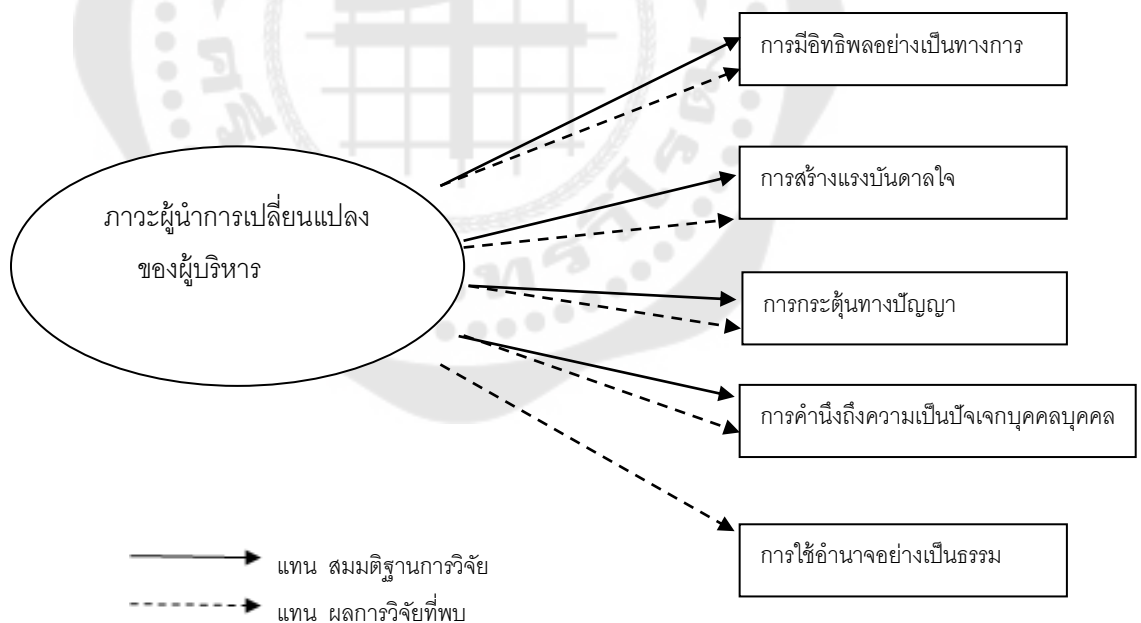 การมีอิทธิพลอย่างเป็นทางการ
การสร้างแรงบันดาลใจ
ภาวะผู้นำการเปลี่ยนแปลง
ของผู้บริหาร
การกระตุ้นทางปัญญา
การคำนึงถึงความเป็นปัจเจกบุคคลบุคคล
การใช้อำนาจอย่างเป็นธรรม
แทน สมมติฐานการวิจัย
แทน ผลการวิจัยที่พบ